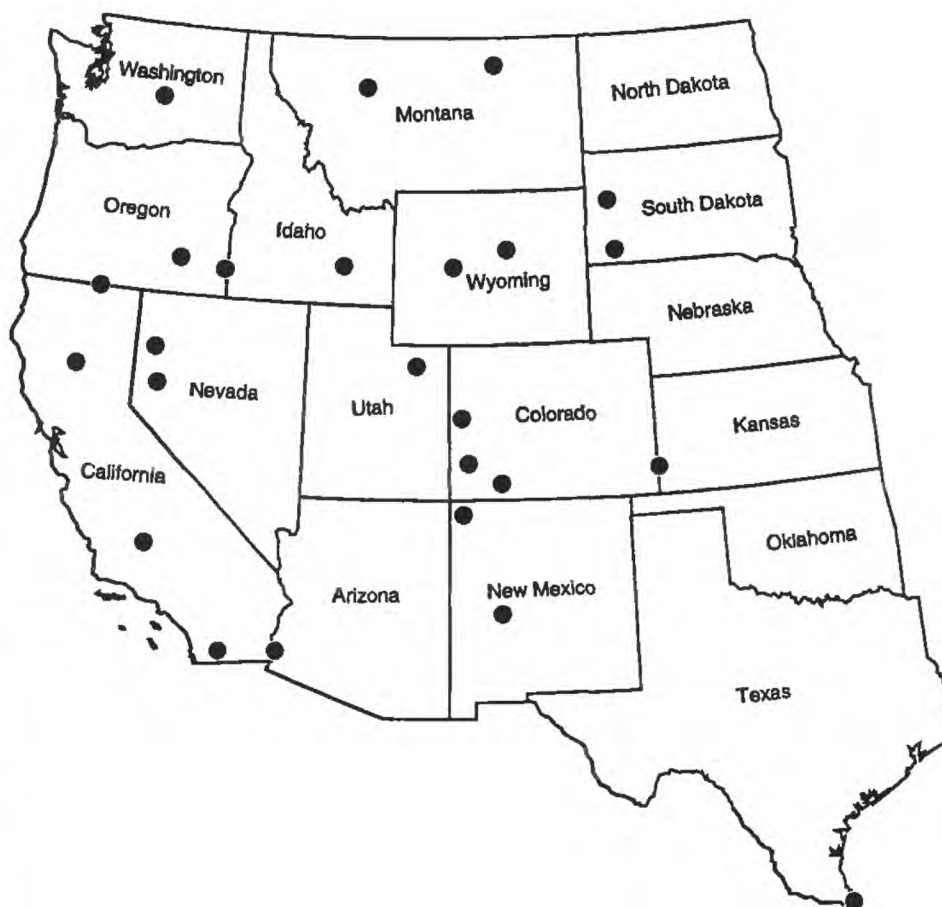 Washington
Montana
North Dakota
Oregon
Idaho
South Dakota
Wyoming
Nebraska
Nevada
Utah
Colorado
Kansas
California
Oklahoma
Arizona
New Mexico
Texas